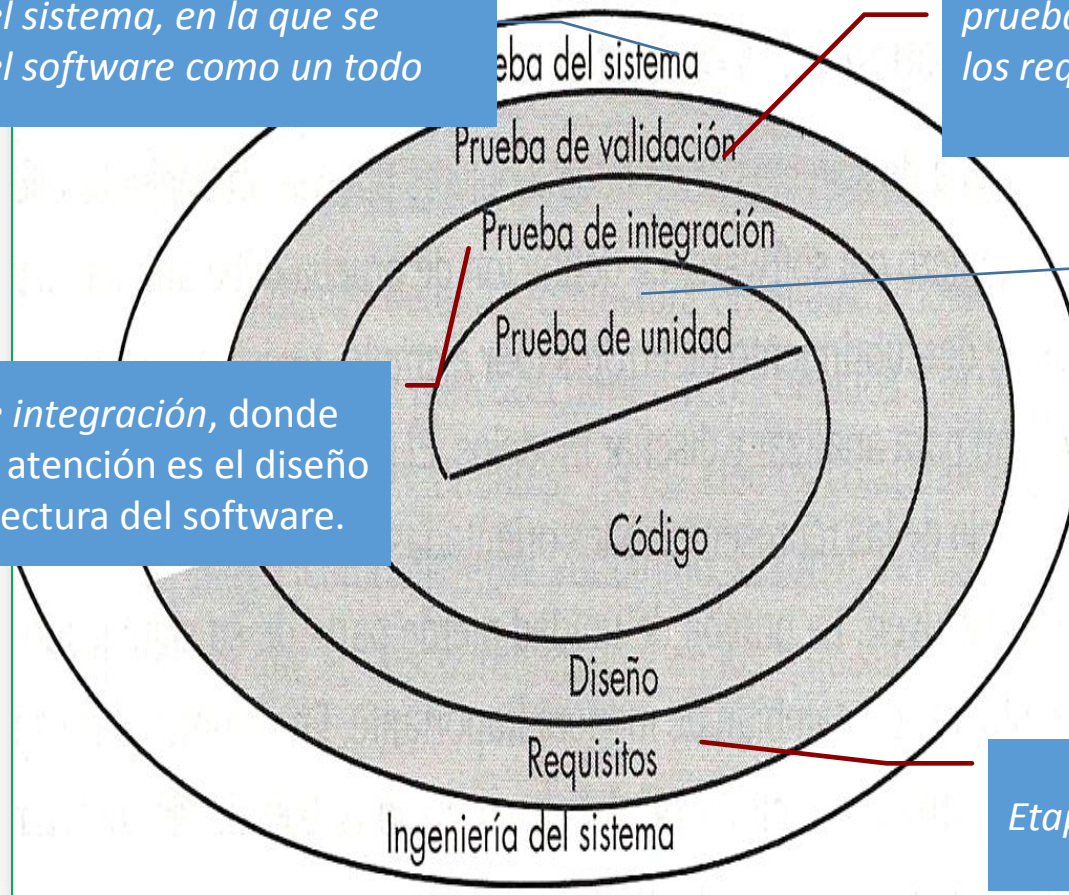 el sistema, en la que se
el software como un todo
prueba
los req
eba del sistema
Prueba de validación
Prueba de integración
Prueba de unidad
e integración, donde
atención es el diseño
ectura del software.
Código
Diseño
Requisitos
Ingeniería del sistema
Etap